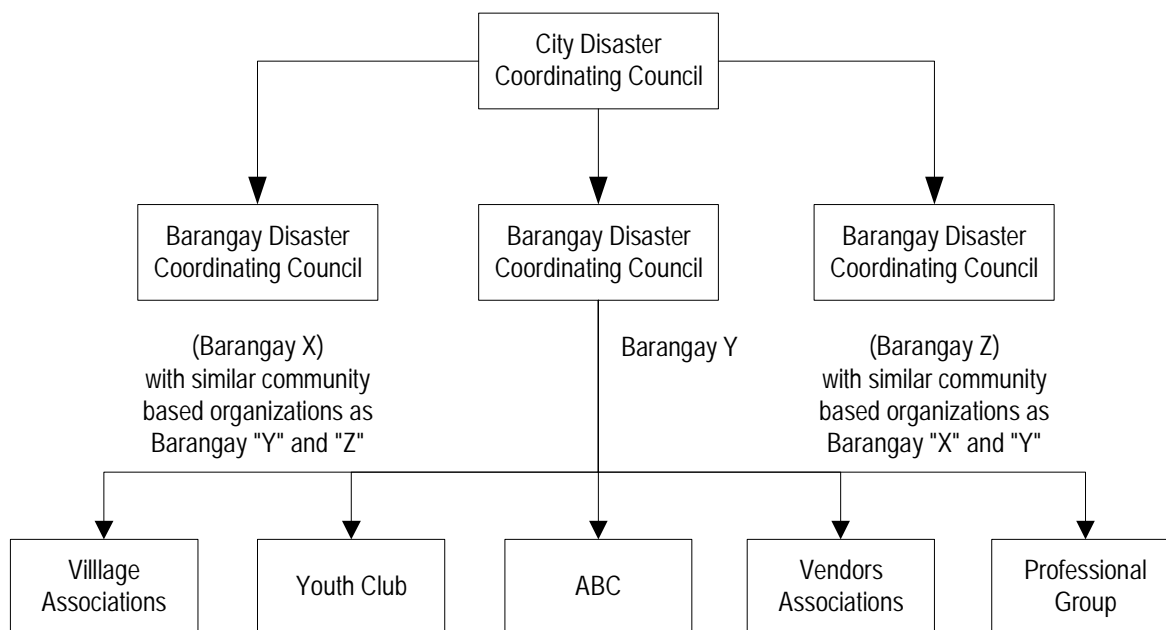 City Disaster
Coordinating Council
Barangay Disaster
Coordinating Council
Barangay Disaster
Coordinating Council
Barangay Disaster
Coordinating Council
(Barangay X)
with similar community
based organizations as
Barangay "Y" and "Z"
Barangay Y
(Barangay Z)
with similar community
based organizations as
Barangay "X" and "Y"
Villlage
Associations
Youth Club
ABC
Vendors
Associations
Professional
Group